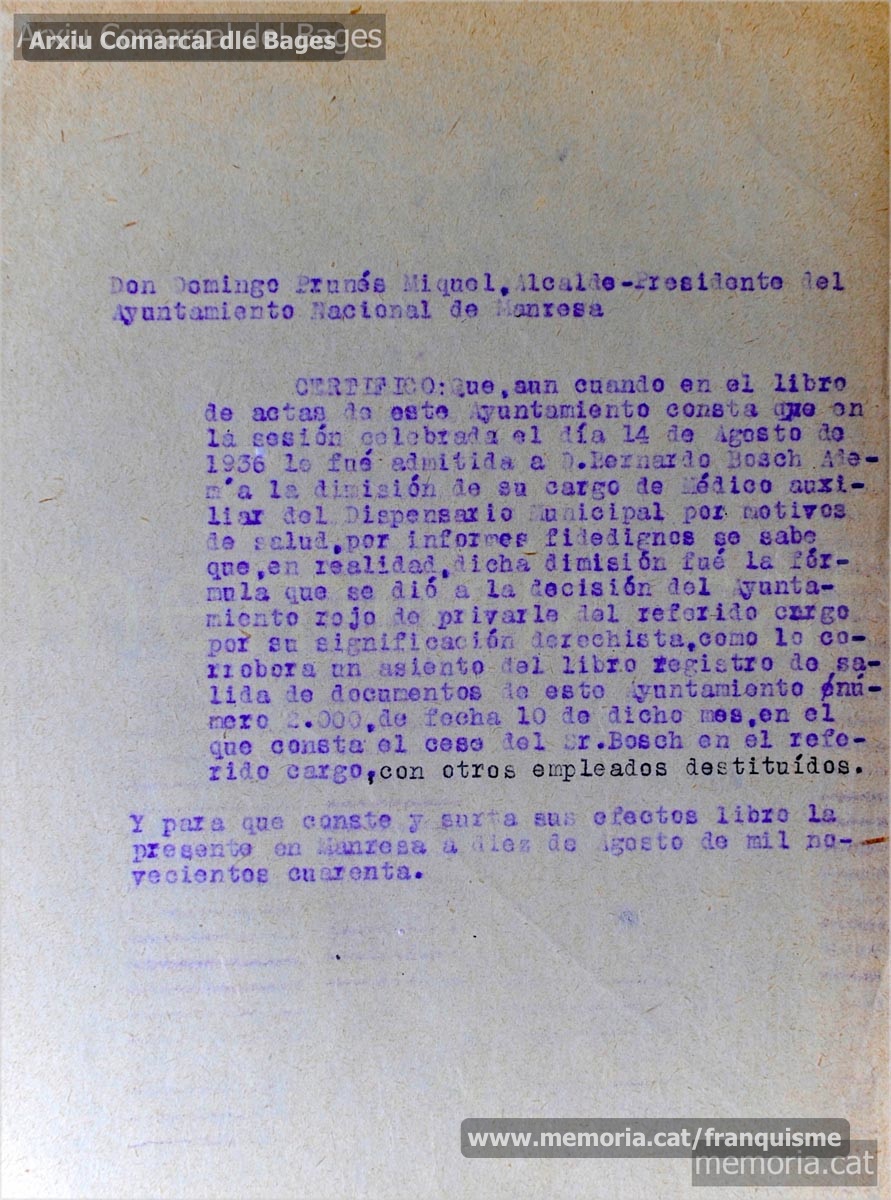 Arxiu Comarcal del Bages
Arxiu Comarcal dle Bages
Don Domingo Prunés Miquel,Alcalde-Presidente del
Ayuntamiento Nacional de Manresa
CERTIFICO:Que,aun cuando en el libro
de actas de este Ayuntamiento consta que en
la sesión celebrada el día 14 de Agosto de
1936 le fué admitida a D.Bernardo Bosch Ade-
m´a la dimisión de su cargo de Médico auxi-
liar del Dispensario Municipal por motivos
de salud,por informes fidedignos se sabe
que,en realidad,dicha dimisión fué la fór-
mula que se dió a la decisión del Ayunta-
miento rojo de privarle del referido cargo
por su significación derechista,como lo co-
rrobora un asiento del libro registro de sa-
lida de documentos de este Ayuntamiento nú-
mero 2.000,de fecha 10 de dicho mes,en el
que consta el cese del Sr.Bosch en el refe-
rido cargo,con otros empleados destituídos.
Y para que conste y surta sus efectos libro la
presente en Manresa a diez de Agosto de mil no-
vecientos cuarenta.
www.memoria.cat/franquisme
memoria.cat